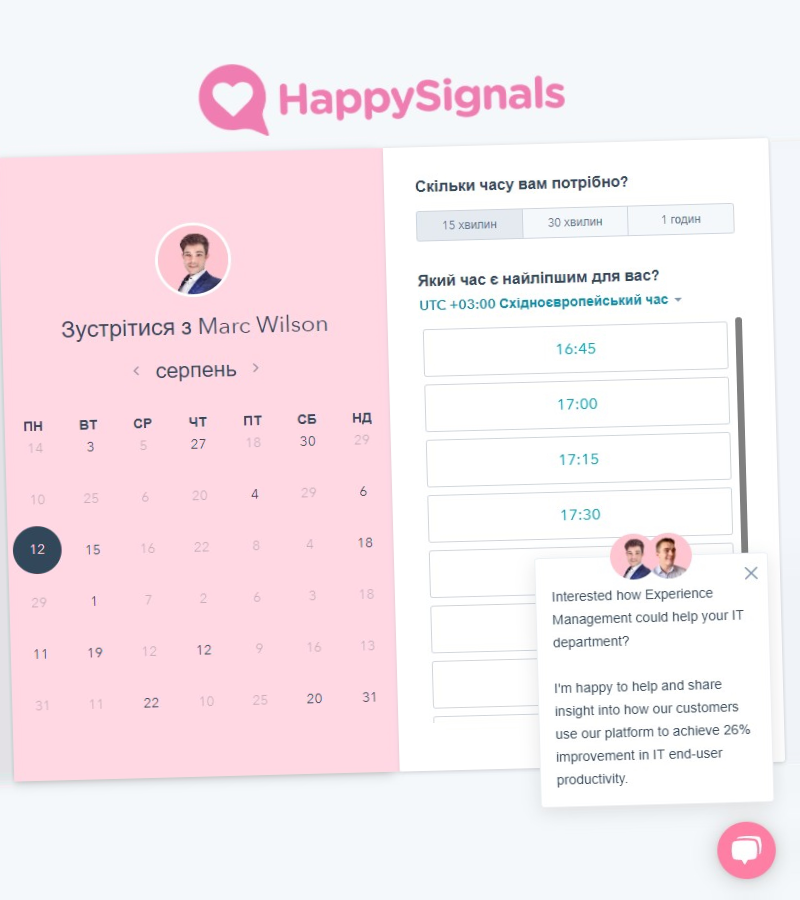 HappySignals
Зустрітися з Marc Wilson
серпень
ПН ВТ СР ЧТ ПТ СБ НД
14 3 5 27 18 30 29
10 25 6 20 4 29 6
12 15 16 22 8 4 18
29 1 7 2 6 3 18
11 19 12 12 9 16 13
31 11 22 10 25 20 31
Скільки часу вам потрібно?
15 хвилин 30 хвилин 1 годин
Який час є найліпшим для вас?
UTC +03:00 Східноєвропейський час
16:45
17:00
17:15
17:30
Interested how Experience
Management could help your IT
department?
I'm happy to help and share
insight into how our customers
use our platform to achieve 26%
improvement in IT end-user
productivity.